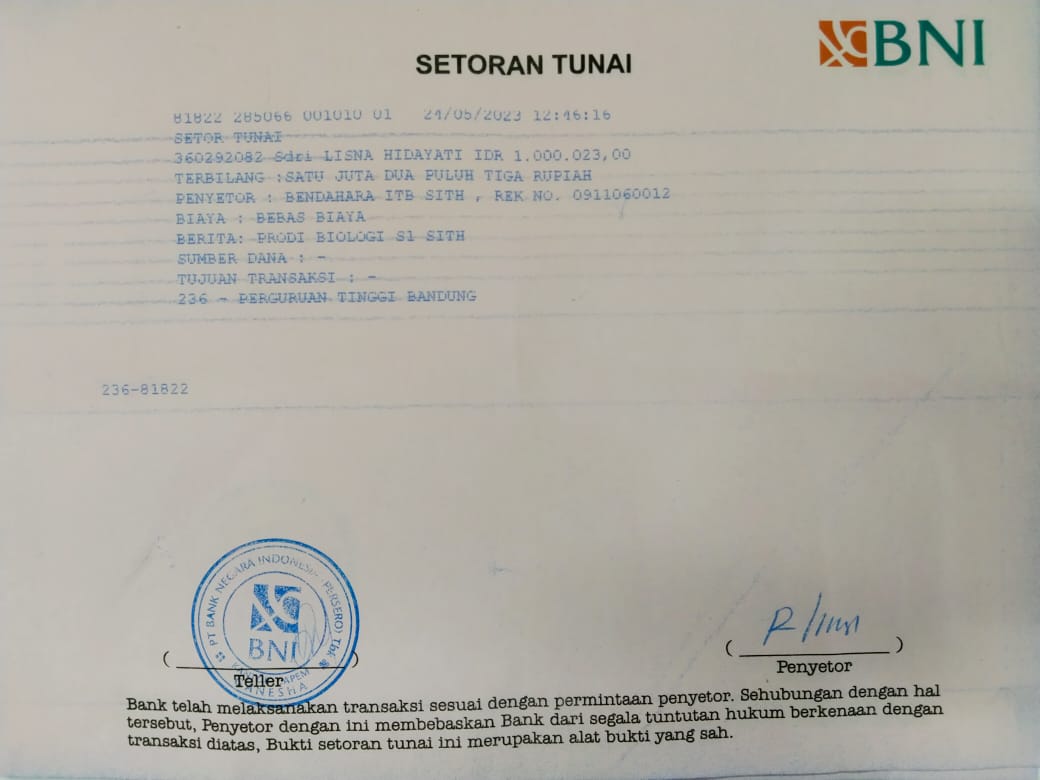 BNI
SETORAN TUNAI
81822 285066 001010 01 24/05/2023 12:46:16
SETOR TUNAI
360292082 Sdri LISNA HIDAYATI IDR 1.000.023,00
TERBILANG :SATU JUTA DUA PULUH TIGA RUPIAH
PENYETOR : BENDAHARA ITB SITH , REK NO. 0911060012
BIAYA : BEBAS BIAYA
BERITA: PRODI BIOLOGI S1 SITH
SUMBER DANA : -
TUJUAN TRANSAKSI : -
236 - PERGURUAN TINGGI BANDUNG
236-81822
PT BANK NEGARA INDONESIA (PERSERO) Tbk
BNI
( )
Teller
( )
Penyetor
Bank telah melaksanakan transaksi sesuai dengan permintaan penyetor. Sehubungan dengan hal
tersebut, Penyetor dengan ini membebaskan Bank dari segala tuntutan hukum berkenaan dengan
transaksi diatas, Bukti setoran tunai ini merupakan alat bukti yang sah.